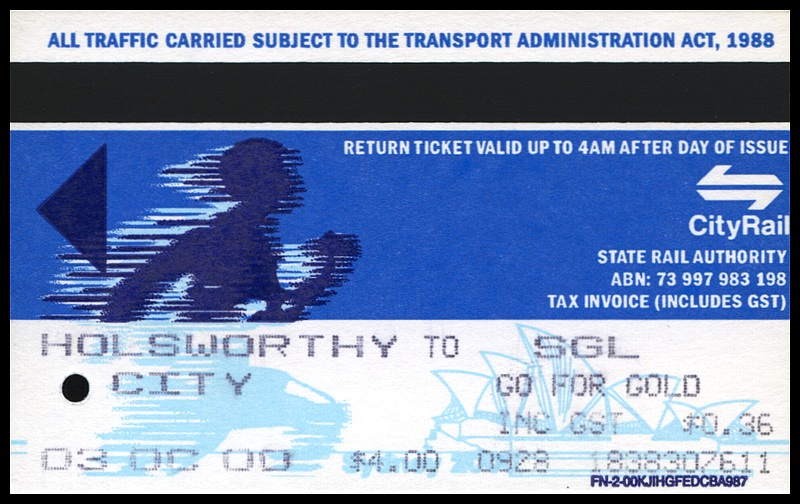 ALL TRAFFIC CARRIED SUBJECT TO THE TRANSPORT ADMINISTRATION ACT, 1988
RETURN TICKET VALID UP TO 4AM AFTER DAY OF ISSUE
CityRail
STATE RAIL AUTHORITY
ABN: 73 997 983 198
TAX INVOICE (INCLUDES GST)
HOLSWORTHY TO SGL
CITY GO FOR GOLD
INC GST $0.36
03 OC 00 $4.00 0928 1838307611
FN-2-00KJIHGFEDCBA987